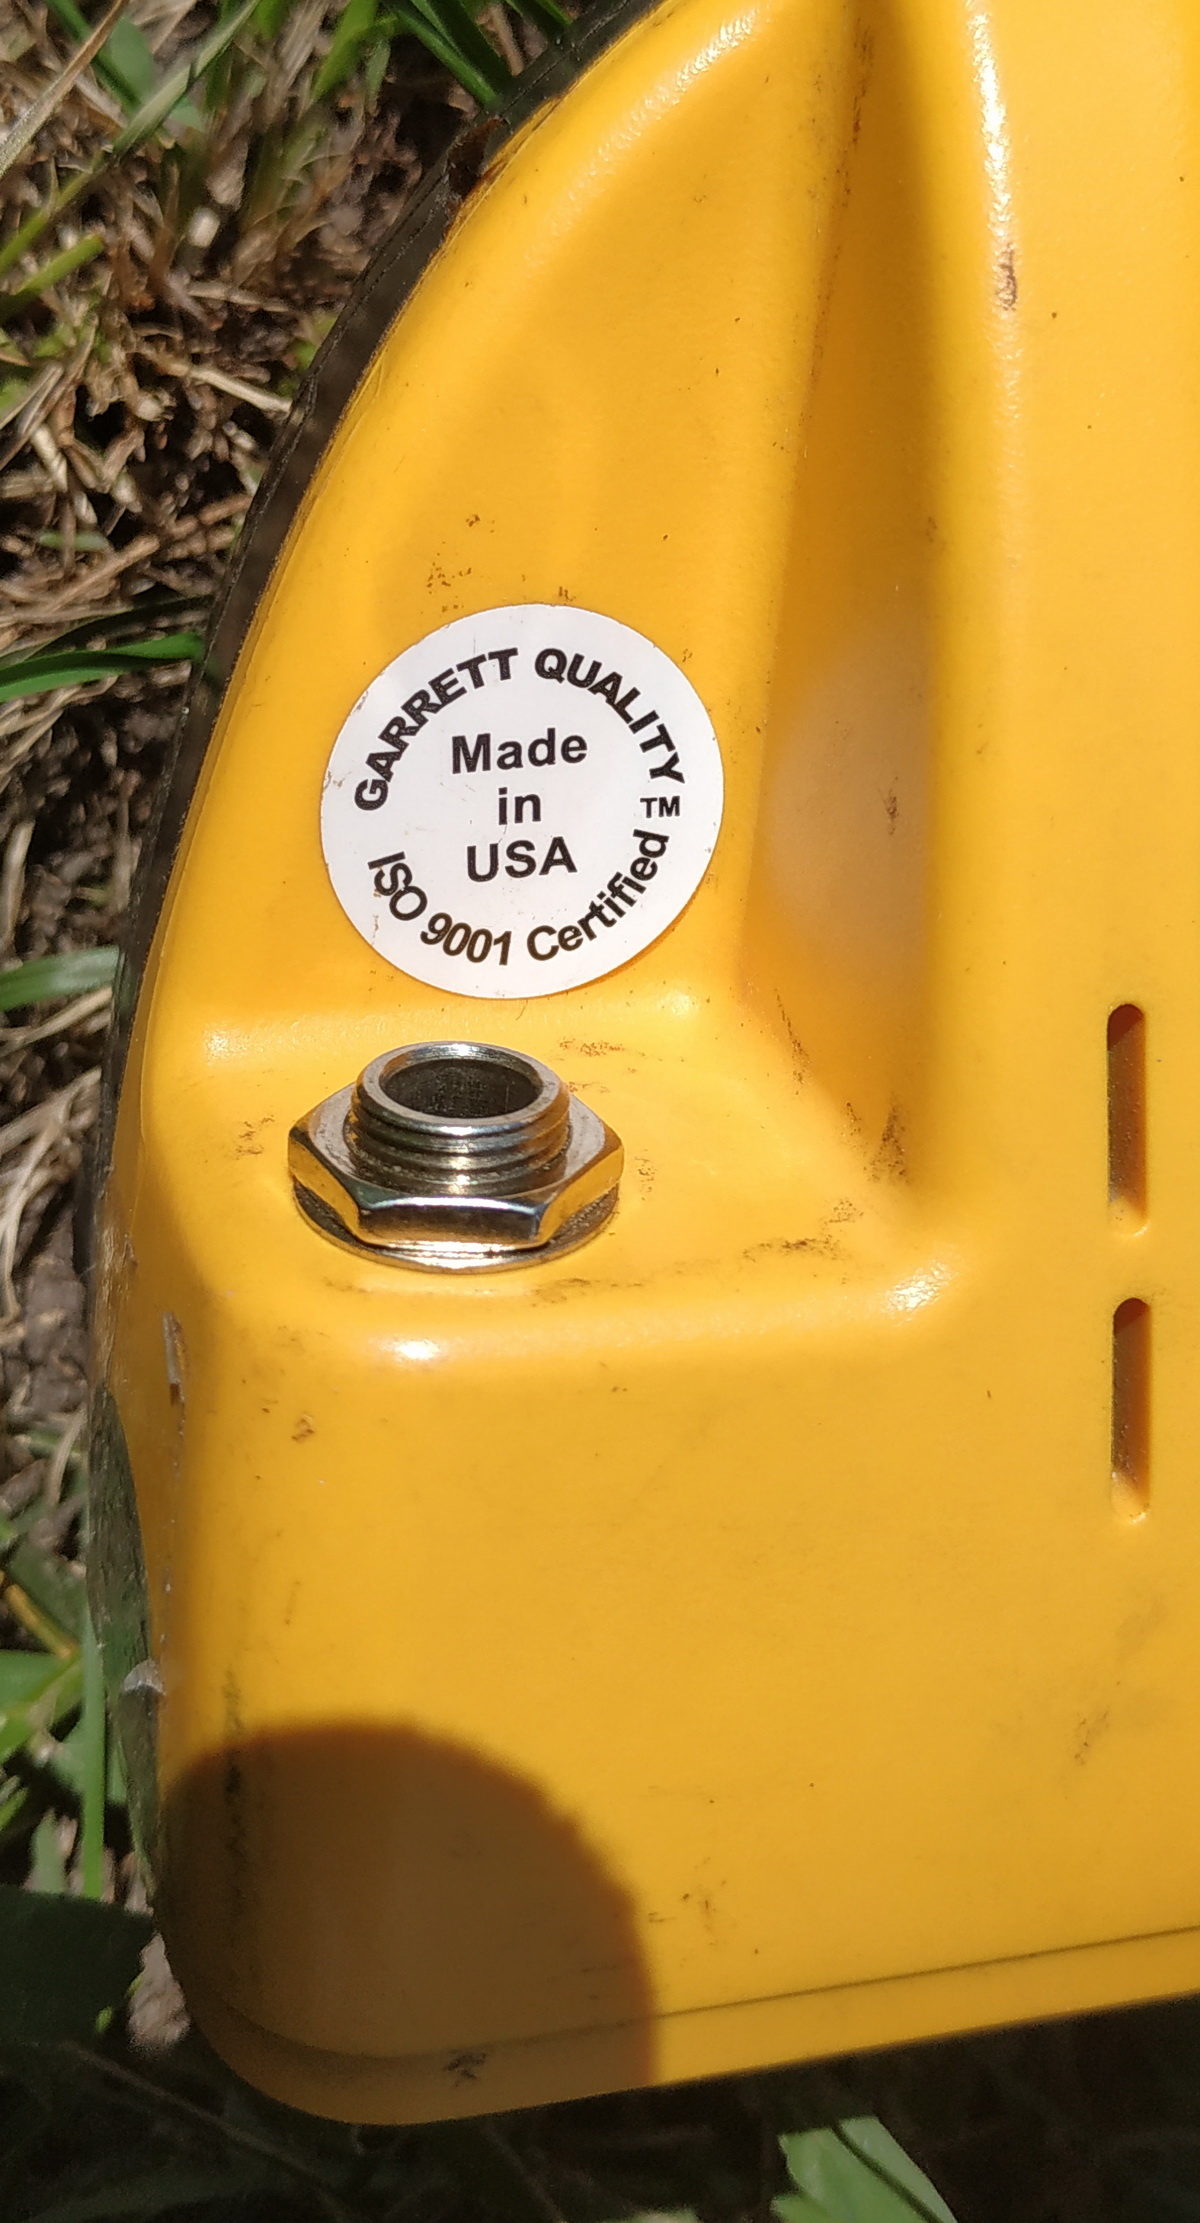 GARRETT QUALITY ™
Made
in
USA
ISO 9001 Certified